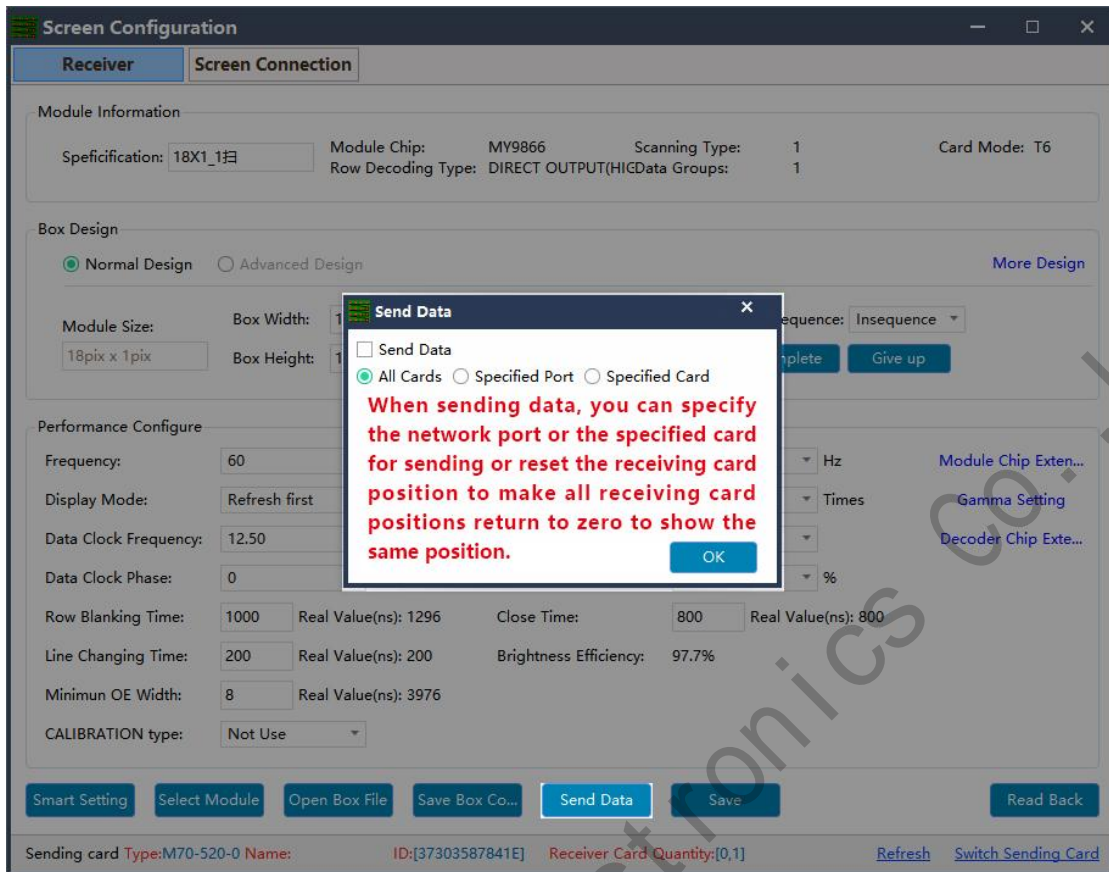 Screen Configuration
Receiver
Screen Connection
Module Information
Speficification: 18X1_1扫
Module Chip: MY9866 Scanning Type: 1 Card Mode: T6
Row Decoding Type: DIRECT OUTPUT(HIG Data Groups: 1
Box Design
Normal Design Advanced Design More Design
Module Size:
18pix x 1pix
Box Width: 1
equence: Insequence
Box Height: 1
nplete Give up
Send Data
Send Data
All Cards Specified Port Specified Card
When sending data, you can specify
the network port or the specified card
for sending or reset the receiving card
position to make all receiving card
positions return to zero to show the
same position.
OK
Performance Configure
Frequency: 60 Hz Module Chip Exten...
Display Mode: Refresh first Times Gamma Setting
Data Clock Frequency: 12.50 Decoder Chip Exte...
Data Clock Phase: 0 %
Row Blanking Time: 1000 Real Value(ns): 1296 Close Time: 800 Real Value(ns): 800
Line Changing Time: 200 Real Value(ns): 200 Brightness Efficiency: 97.7%
Minimun OE Width: 8 Real Value(ns): 3976
CALIBRATION type: Not Use
Smart Setting Select Module Open Box File Save Box Co... Send Data Save Read Back
Sending card Type:M70-520-0 Name: ID:[37303587841E] Receiver Card Quantity:[0,1] Refresh Switch Sending Card
stronics Co.,